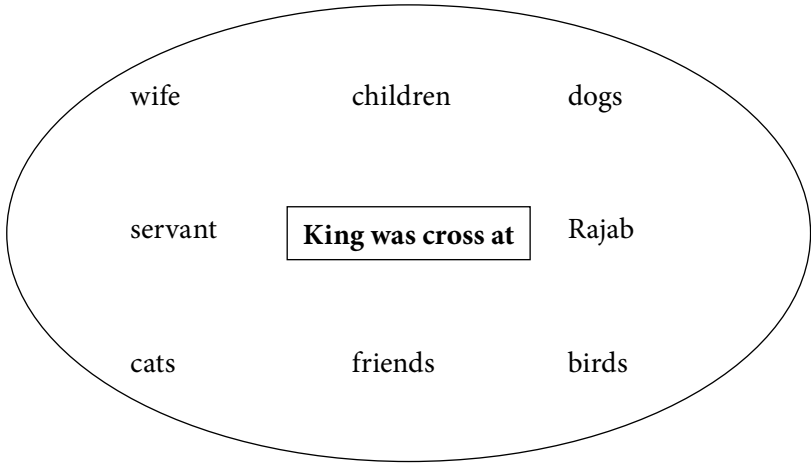 wife children dogs
servant King was cross at Rajab
cats friends birds